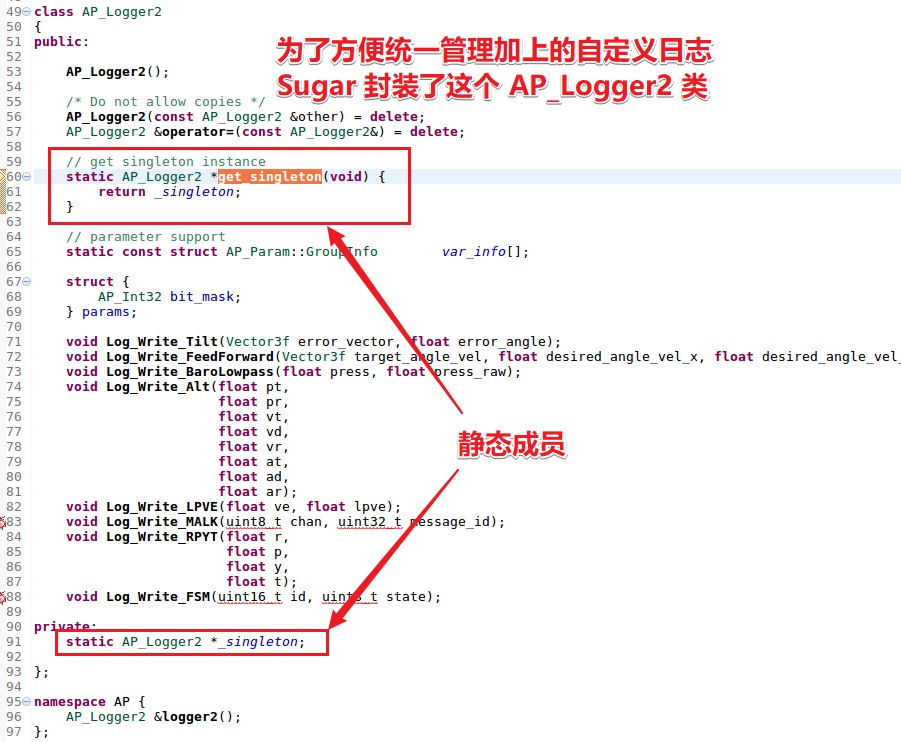 49 class AP_Logger2
50 {
51 public:
52
为了方便统一管理加上的自定义日志
53     AP_Logger2();
Sugar 封装了这个 AP_Logger2 类
54
55     /* Do not allow copies */
56     AP_Logger2(const AP_Logger2 &other) = delete;
57     AP_Logger2 &operator=(const AP_Logger2&) = delete;
58
59     // get singleton instance
60     static AP_Logger2 *get_singleton(void) {
61         return _singleton;
62     }
63
64     // parameter support
65     static const struct AP_Param::GroupInfo        var_info[];
66
67     struct {
68         AP_Int32 bit_mask;
69     } params;
70
71     void Log_Write_Tilt(Vector3f error_vector, float error_angle);
72     void Log_Write_FeedForward(Vector3f target_angle_vel, float desired_angle_vel_x, float desired_angle_vel_
73     void Log_Write_BaroLowpass(float press, float press_raw);
74     void Log_Write_Alt(float pt,
75                        float pr,
76                        float vt,
77                        float vd,
78                        float vr,
静态成员
79                        float at,
80                        float ad,
81                        float ar);
82     void Log_Write_LPVE(float ve, float lpve);
83     void Log_Write_MALK(uint8_t chan, uint32_t message_id);
84     void Log_Write_RPYT(float r,
85                         float p,
86                         float y,
87                         float t);
88     void Log_Write_FSM(uint16_t id, uint8_t state);
89
90 private:
91     static AP_Logger2 *_singleton;
92
93 };
94
95 namespace AP {
96     AP_Logger2 &logger2();
97 };